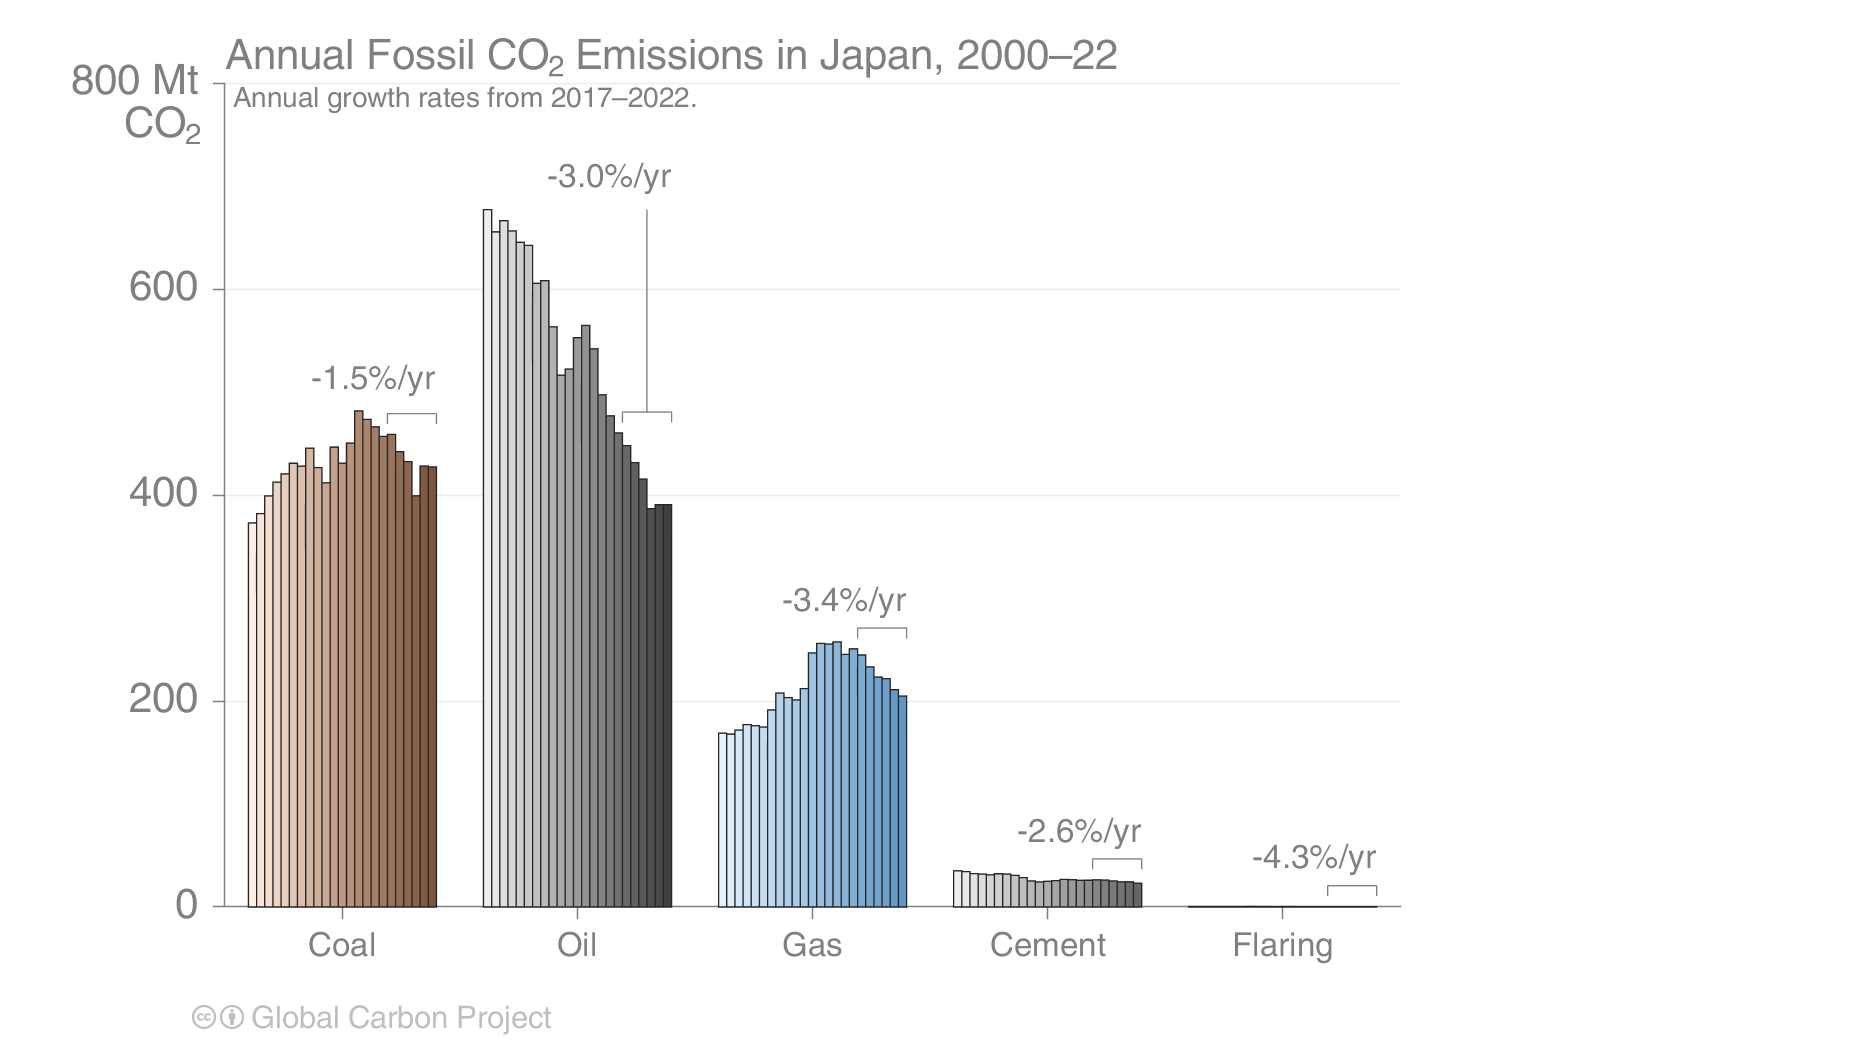 Annual Fossil CO₂ Emissions in Japan, 2000–22
800 Mt
CO₂
Annual growth rates from 2017–2022.
-3.0%/yr
600
-1.5%/yr
400
-3.4%/yr
200
-2.6%/yr
-4.3%/yr
0
Coal Oil Gas Cement Flaring
cc Global Carbon Project